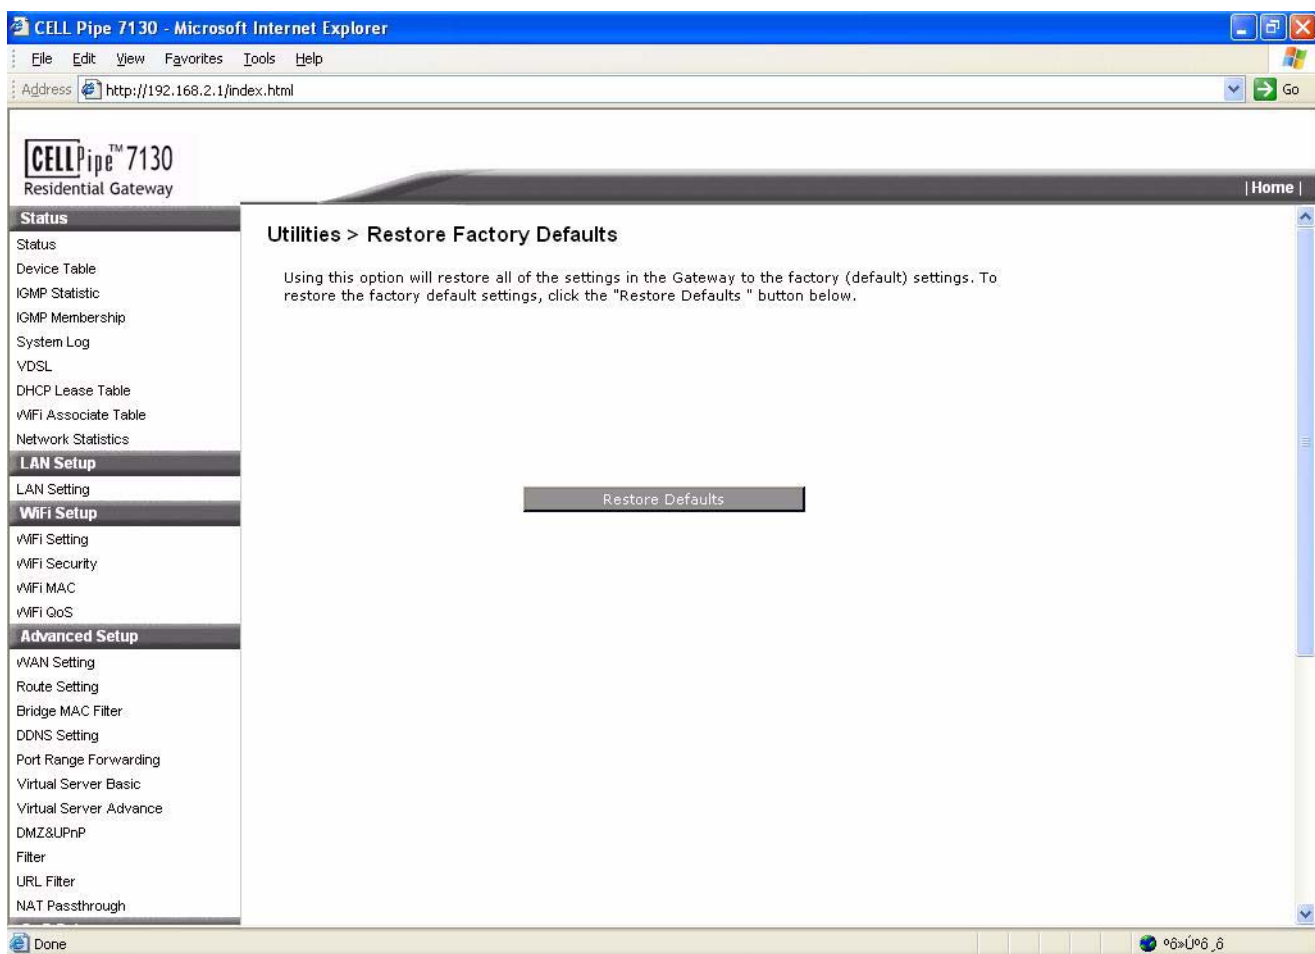 CELL Pipe 7130 - Microsoft Internet Explorer
File Edit View Favorites Tools Help
Address http://192.168.2.1/index.html Go
CELLPipe™ 7130
Residential Gateway
| Home |
Status
Status
Device Table
IGMP Statistic
IGMP Membership
System Log
VDSL
DHCP Lease Table
WiFi Associate Table
Network Statistics
LAN Setup
LAN Setting
WiFi Setup
WiFi Setting
WiFi Security
WiFi MAC
WiFi QoS
Advanced Setup
WAN Setting
Route Setting
Bridge MAC Filter
DDNS Setting
Port Range Forwarding
Virtual Server Basic
Virtual Server Advance
DMZ&UPnP
Filter
URL Filter
NAT Passthrough
Utilities > Restore Factory Defaults
Using this option will restore all of the settings in the Gateway to the factory (default) settings. To
restore the factory default settings, click the "Restore Defaults " button below.
Restore Defaults
Done